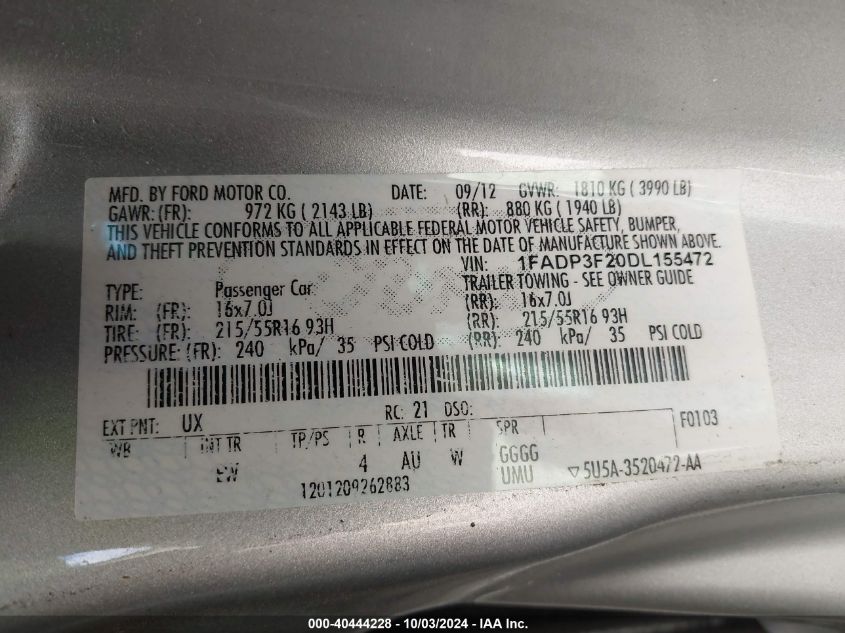 MFD. BY FORD MOTOR CO. DATE: 09/12 GVWR: 1810 KG ( 3990 LB)
GAWR: (FR): 972 KG ( 2143 LB) (RR): 880 KG ( 1940 LB)
THIS VEHICLE CONFORMS TO ALL APPLICABLE FEDERAL MOTOR VEHICLE SAFETY, BUMPER,
AND THEFT PREVENTION STANDARDS IN EFFECT ON THE DATE OF MANUFACTURE SHOWN ABOVE.
VIN: 1FADP3F20DL155472
TYPE: Passenger Car TRAILER TOWING - SEE OWNER GUIDE
RIM: (FR): 16x7.0J (RR): 16x7.0J
TIRE: (FR): 215/55R16 93H (RR): 215/55R16 93H
PRESSURE: (FR): 240 kPa/ 35 PSI COLD (RR): 240 kPa/ 35 PSI COLD
EXT PNT: UX RC: 21 DSO: F0103
WB INT TR TP/PS R AXLE TR SPR
EW 4 AU W GGGG
UMU ▽ 5U5A-3520472-AA
1201209262883
000-40444228 - 10/03/2024 - IAA Inc.